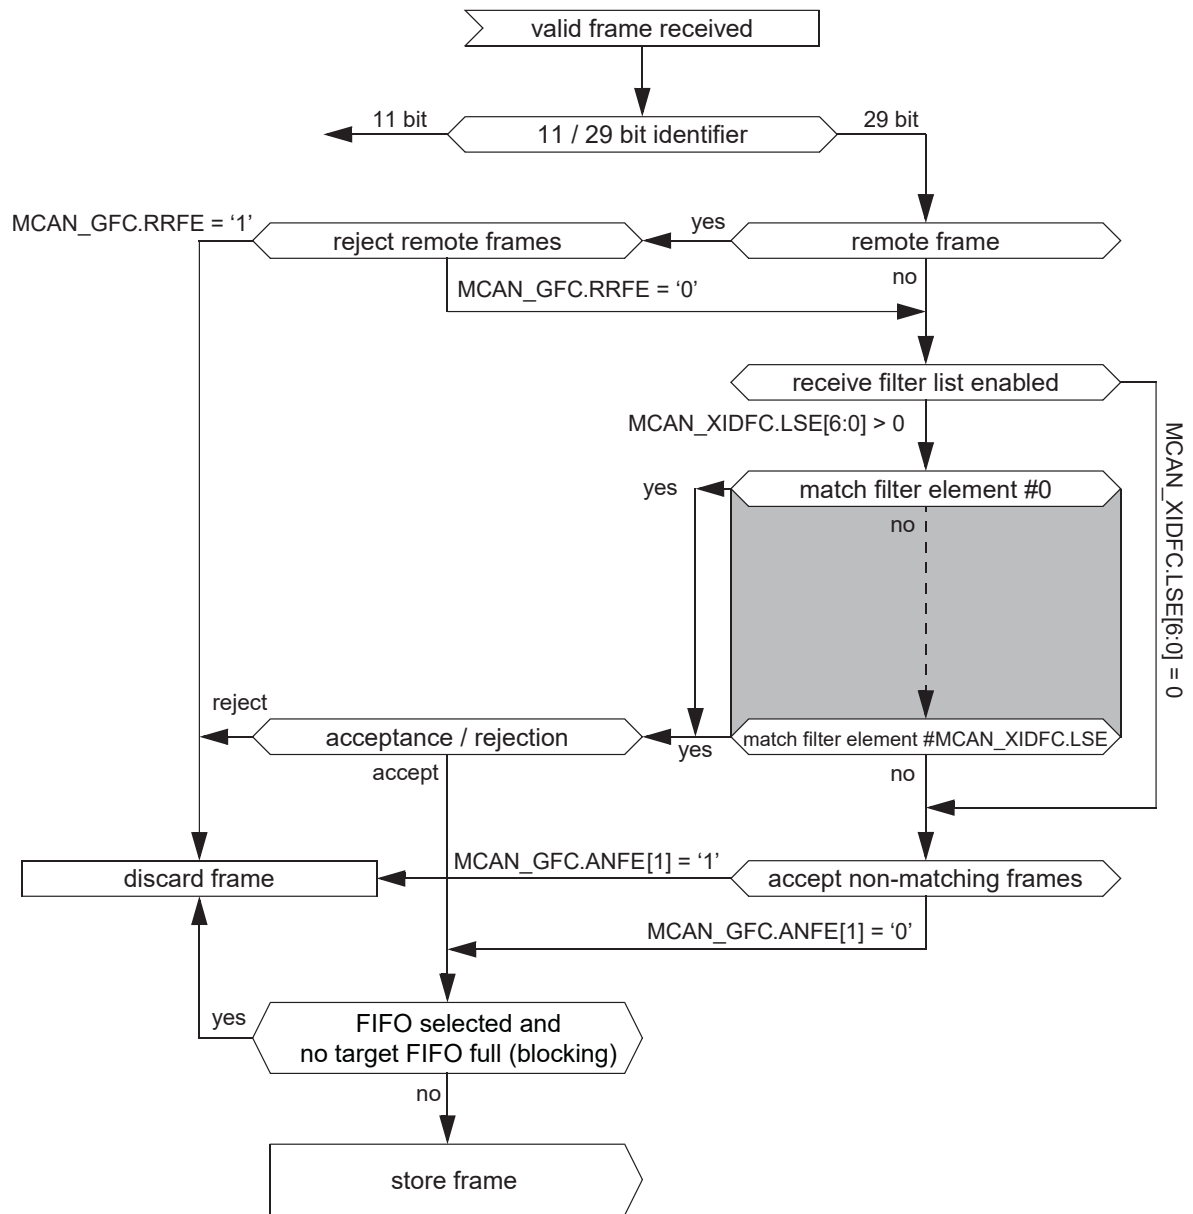 valid frame received
11 bit
11 / 29 bit identifier
29 bit
MCAN_GFC.RRFE = ‘1’
reject remote frames
yes
remote frame
no
MCAN_GFC.RRFE = ‘0’
receive filter list enabled
MCAN_XIDFC.LSE[6:0] > 0
MCAN_XIDFC.LSE[6:0] = 0
yes
match filter element #0
no
reject
acceptance / rejection
yes
match filter element #MCAN_XIDFC.LSE
accept
no
discard frame
MCAN_GFC.ANFE[1] = ‘1’
accept non-matching frames
MCAN_GFC.ANFE[1] = ‘0’
yes
FIFO selected and
no target FIFO full (blocking)
no
store frame